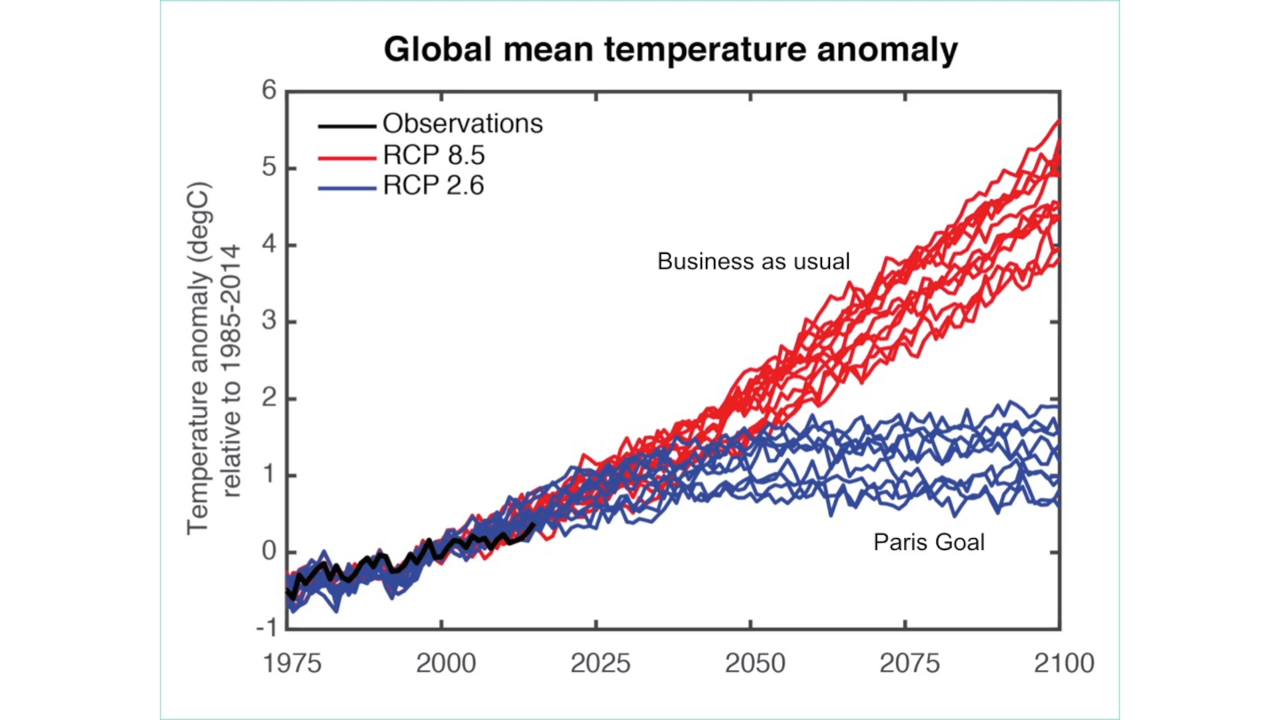 Global mean temperature anomaly
6
5
4
3
2
1
0
-1
Temperature anomaly (degC)
relative to 1985-2014
Observations
RCP 8.5
RCP 2.6
Business as usual
Paris Goal
1975 2000 2025 2050 2075 2100